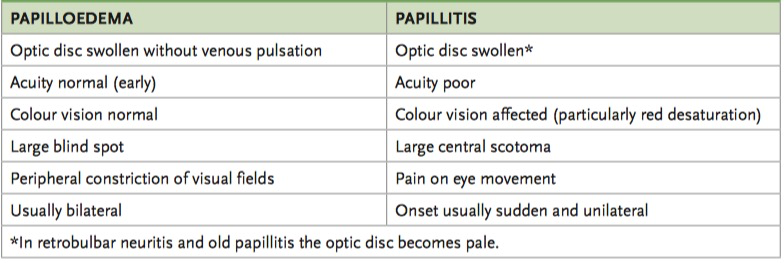 PAPILLOEDEMA PAPILLITIS
Optic disc swollen without venous pulsation Optic disc swollen*
Acuity normal (early) Acuity poor
Colour vision normal Colour vision affected (particularly red desaturation)
Large blind spot Large central scotoma
Peripheral constriction of visual fields Pain on eye movement
Usually bilateral Onset usually sudden and unilateral
*In retrobulbar neuritis and old papillitis the optic disc becomes pale.